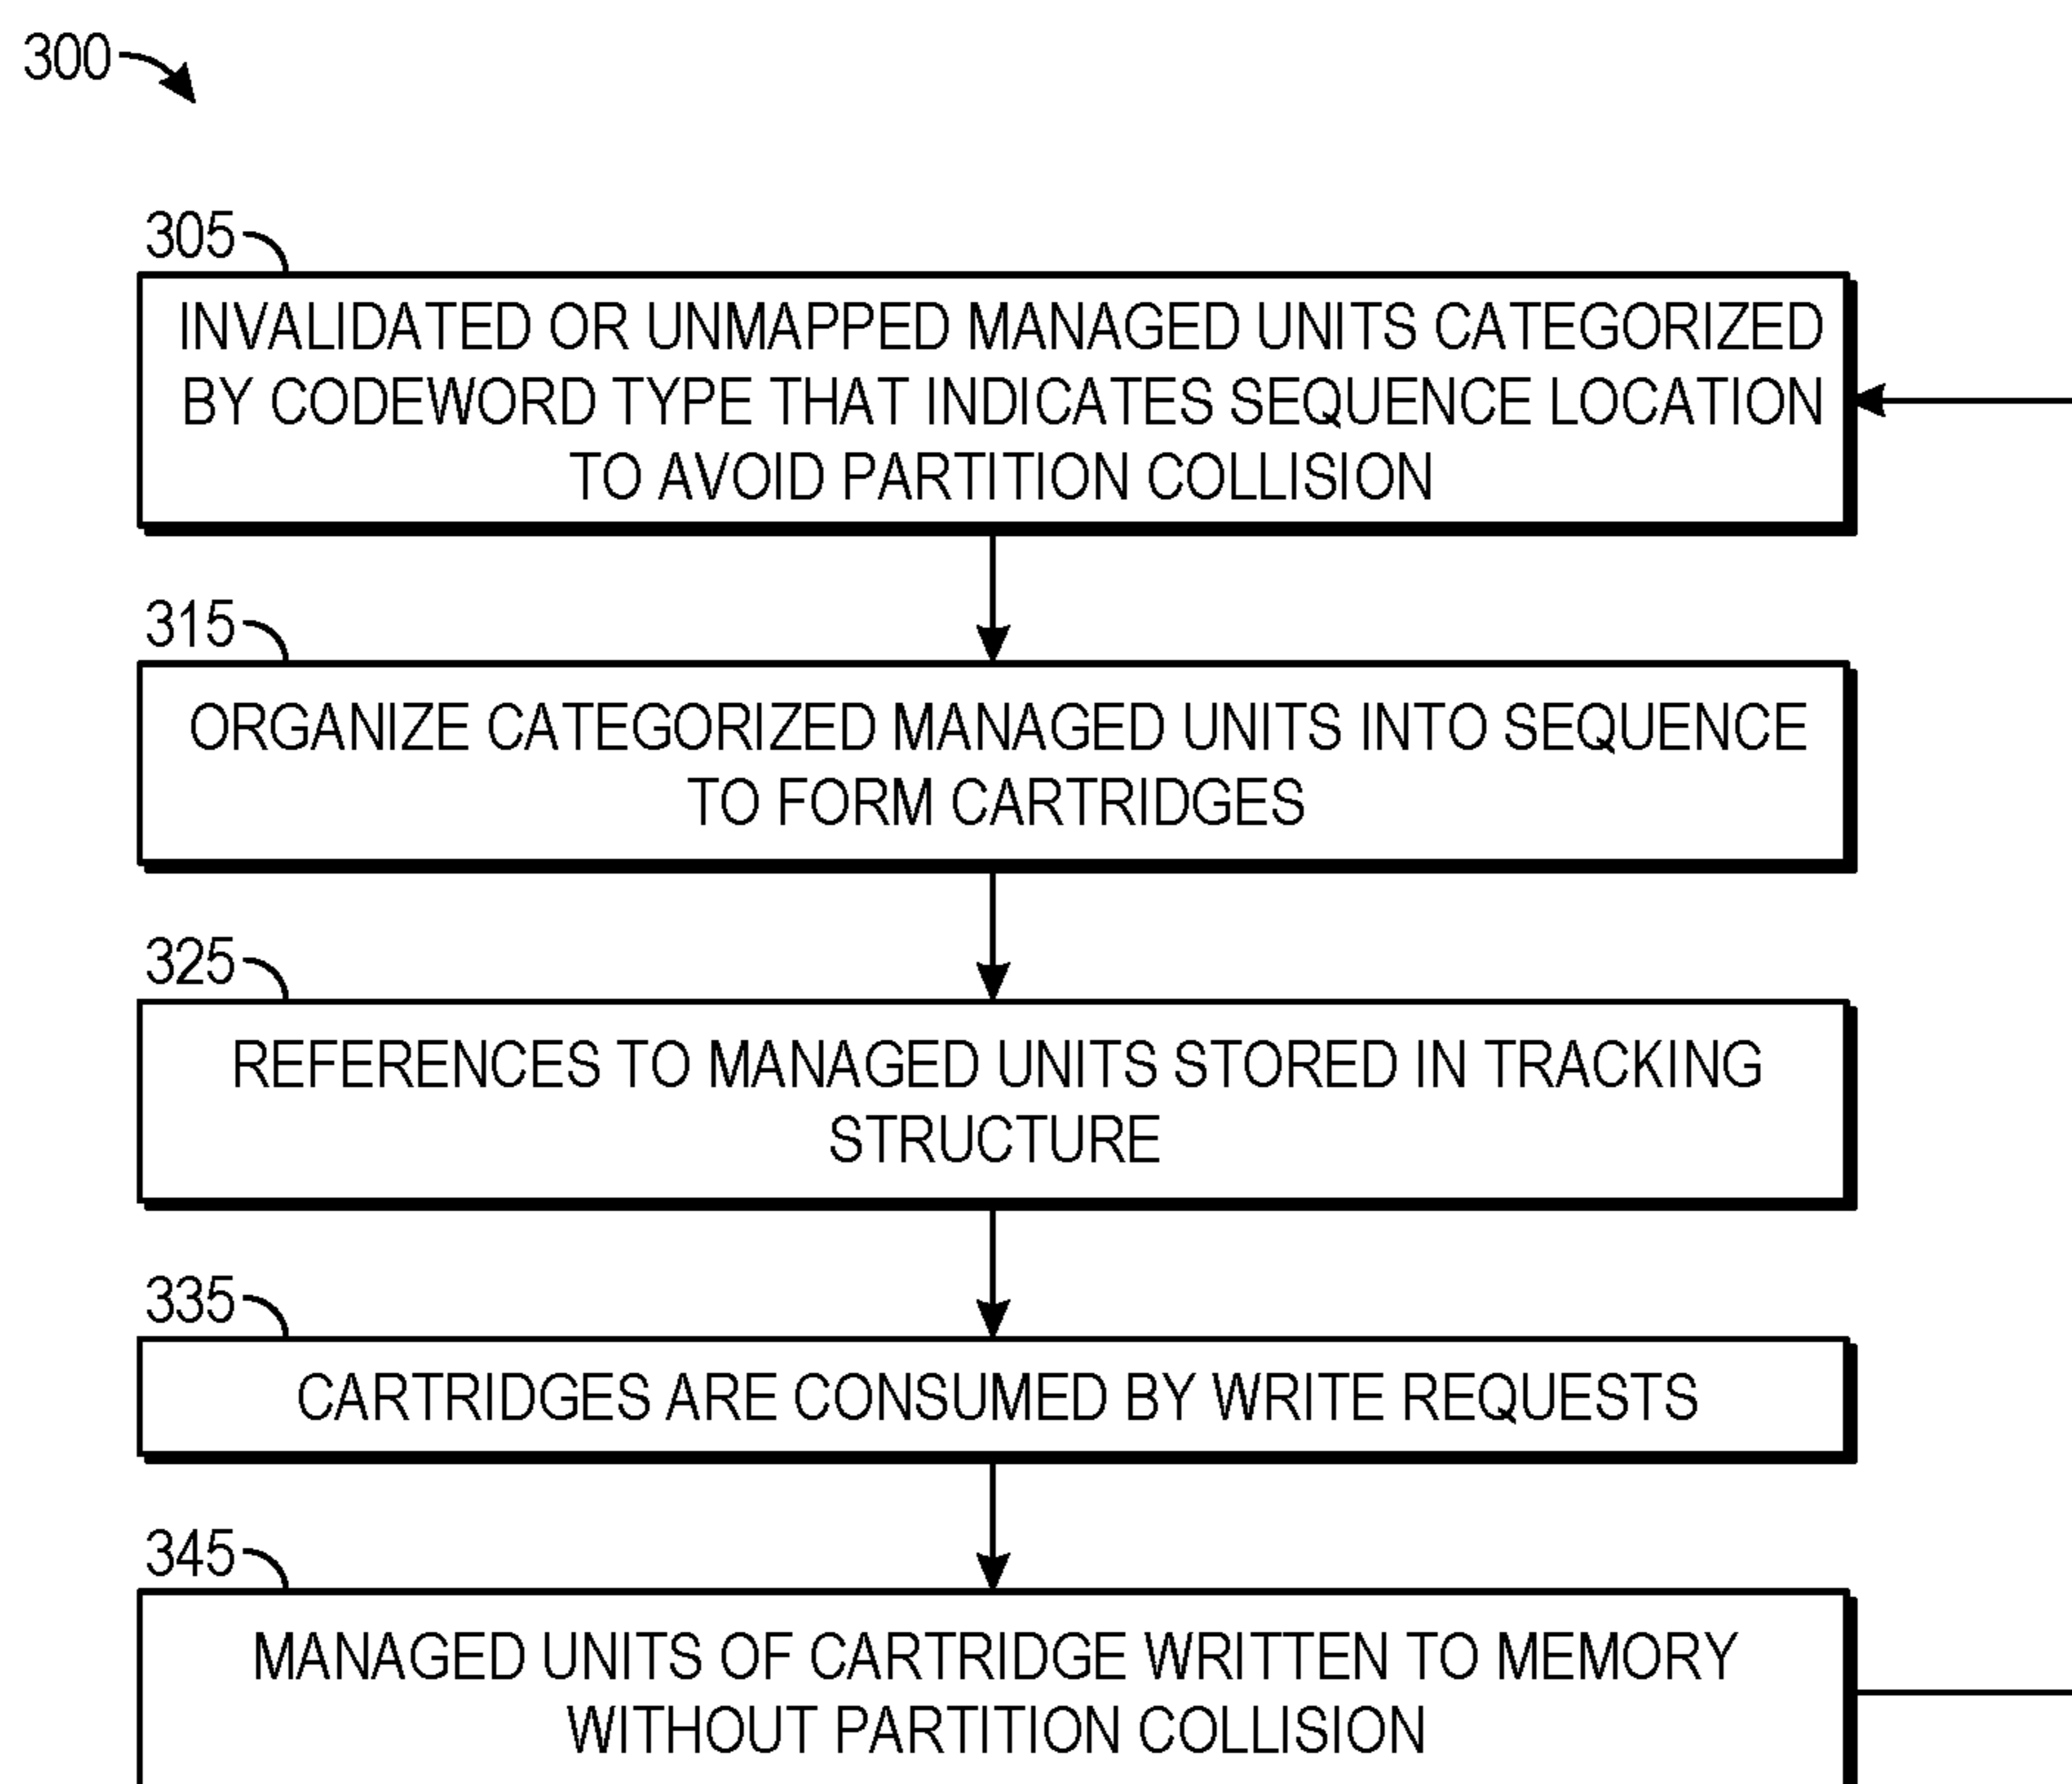 300
305
INVALIDATED OR UNMAPPED MANAGED UNITS CATEGORIZED
BY CODEWORD TYPE THAT INDICATES SEQUENCE LOCATION
TO AVOID PARTITION COLLISION
315
ORGANIZE CATEGORIZED MANAGED UNITS INTO SEQUENCE
TO FORM CARTRIDGES
325
REFERENCES TO MANAGED UNITS STORED IN TRACKING
STRUCTURE
335
CARTRIDGES ARE CONSUMED BY WRITE REQUESTS
345
MANAGED UNITS OF CARTRIDGE WRITTEN TO MEMORY
WITHOUT PARTITION COLLISION